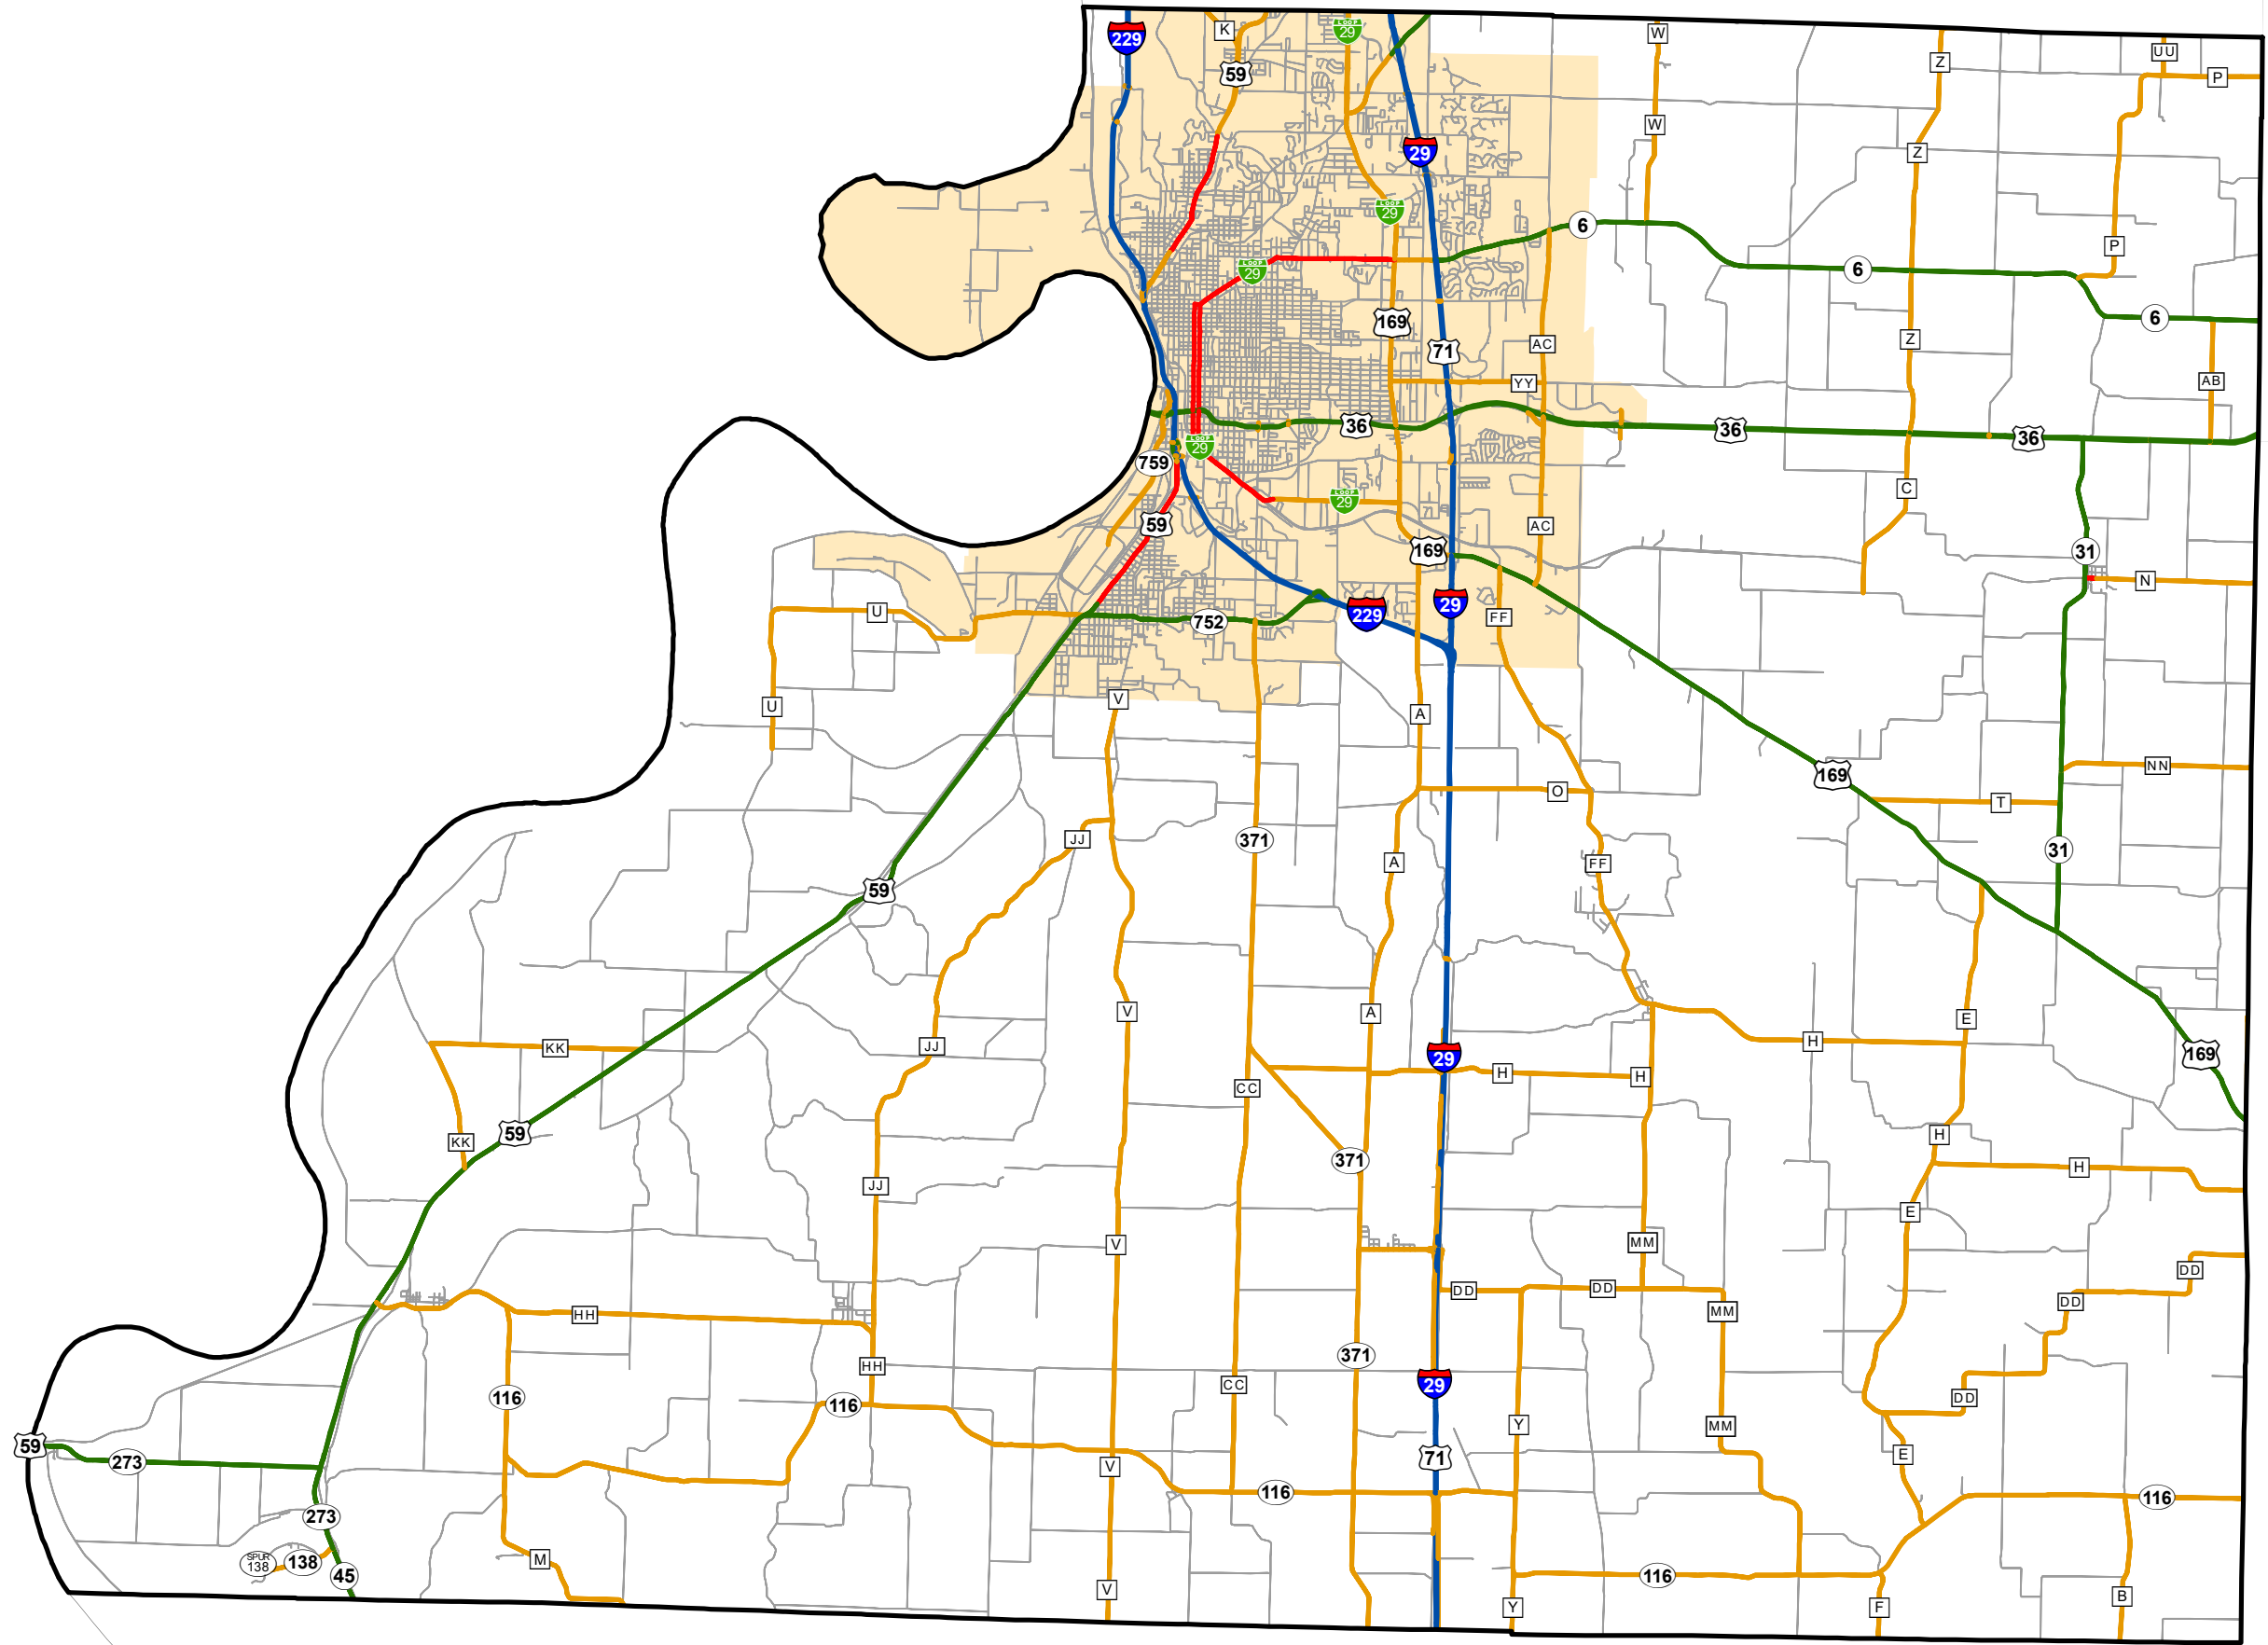 229
K
59
LOOP
29
W
Z
UU
P
W
29
Z
LOOP
29
6
P
6
LOOP
29
169
6
71
AC
Z
YY
AB
36
36
36
LOOP
29
759
C
LOOP
29
59
AC
169
31
N
29
U
229
FF
752
V
U
A
NN
169
O
T
JJ
371
31
A
FF
59
V
A
E
H
KK
JJ
29
169
H
H
CC
59
H
KK
371
H
JJ
E
V
MM
DD
DD
DD
DD
MM
HH
371
HH
29
CC
116
DD
116
Y
MM
59
71
E
273
V
116
116
273
SPUR
138
138
M
45
116
V
B
Y
F